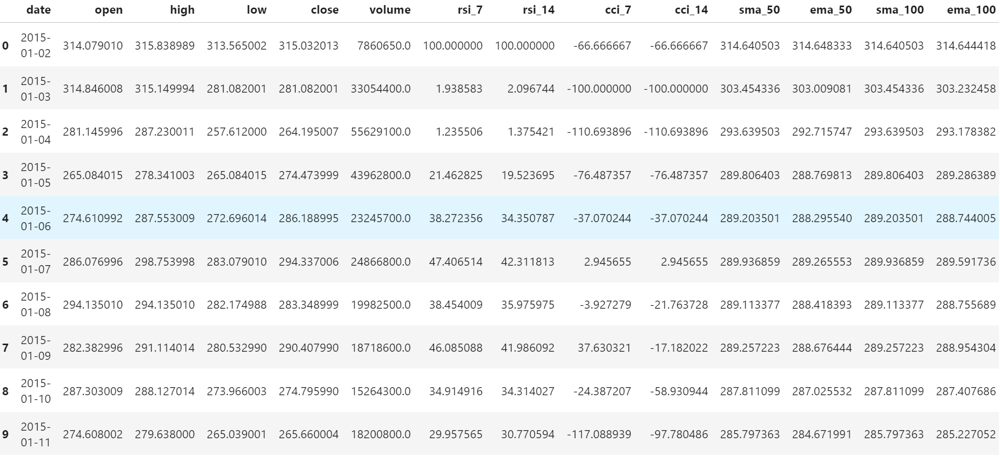 date open high low close volume rsi_7 rsi_14 cci_7 cci_14 sma_50 ema_50 sma_100 ema_100
0 2015-01-02 314.079010 315.838989 313.565002 315.032013 7860650.0 100.000000 100.000000 -66.666667 -66.666667 314.640503 314.648333 314.640503 314.644418
1 2015-01-03 314.846008 315.149994 281.082001 281.082001 33054400.0 1.938583 2.096744 -100.000000 -100.000000 303.454336 303.009081 303.454336 303.232458
2 2015-01-04 281.145996 287.230011 257.612000 264.195007 55629100.0 1.235506 1.375421 -110.693896 -110.693896 293.639503 292.715747 293.639503 293.178382
3 2015-01-05 265.084015 278.341003 265.084015 274.473999 43962800.0 21.462825 19.523695 -76.487357 -76.487357 289.806403 288.769813 289.806403 289.286389
4 2015-01-06 274.610992 287.553009 272.696014 286.188995 23245700.0 38.272356 34.350787 -37.070244 -37.070244 289.203501 288.295540 289.203501 288.744005
5 2015-01-07 286.076996 298.753998 283.079010 294.337006 24866800.0 47.406514 42.311813 2.945655 2.945655 289.936859 289.265553 289.936859 289.591736
6 2015-01-08 294.135010 294.135010 282.174988 283.348999 19982500.0 38.454009 35.975975 -3.927279 -21.763728 289.113377 288.418393 289.113377 288.755689
7 2015-01-09 282.382996 291.114014 280.532990 290.407990 18718600.0 46.085088 41.986092 37.630321 -17.182022 289.257223 288.676444 289.257223 288.954304
8 2015-01-10 287.303009 288.127014 273.966003 274.795990 15264300.0 34.914916 34.314027 -24.387207 -58.930944 287.811099 287.025532 287.811099 287.407686
9 2015-01-11 274.608002 279.638000 265.039001 265.660004 18200800.0 29.957565 30.770594 -117.088939 -97.780486 285.797363 284.671991 285.797363 285.227052